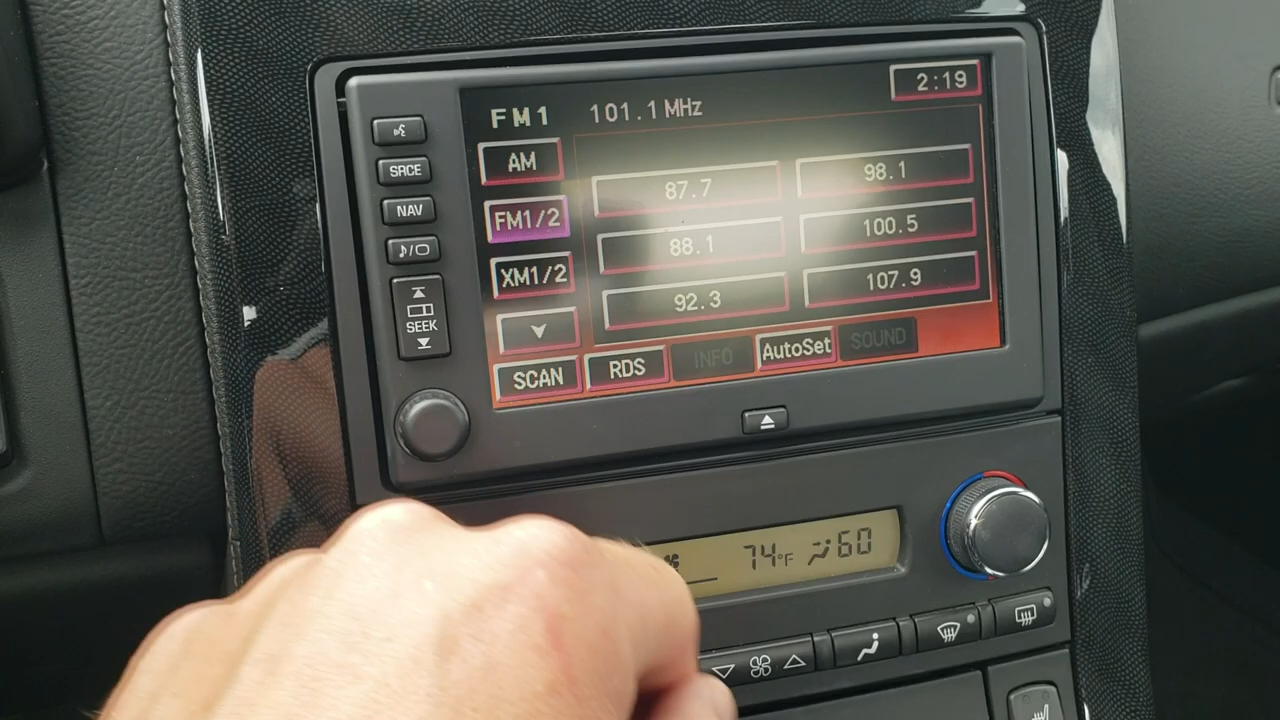 2:19
FM1 101.1 MHz
AM
87.7 98.1
FM1/2
88.1 100.5
XM1/2
92.3 107.9
SCAN RDS INFO AutoSet SOUND
SRCE
NAV
SEEK
74°F 60